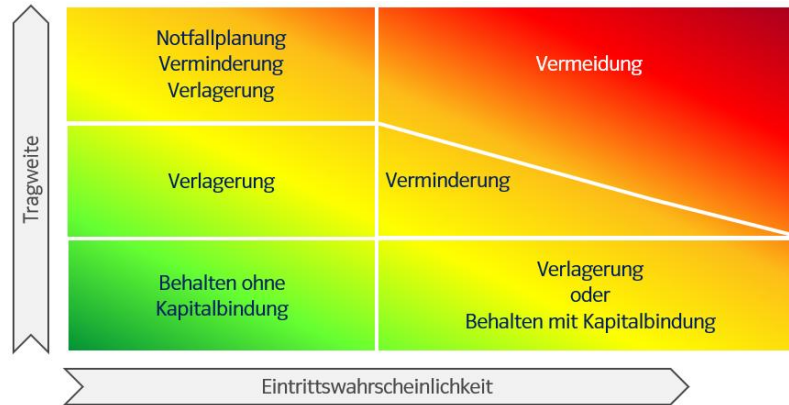 Tragweite
Notfallplanung
Verminderung
Verlagerung
Vermeidung
Verlagerung
Verminderung
Behalten ohne
Kapitalbindung
Verlagerung
oder
Behalten mit Kapitalbindung
Eintrittswahrscheinlichkeit